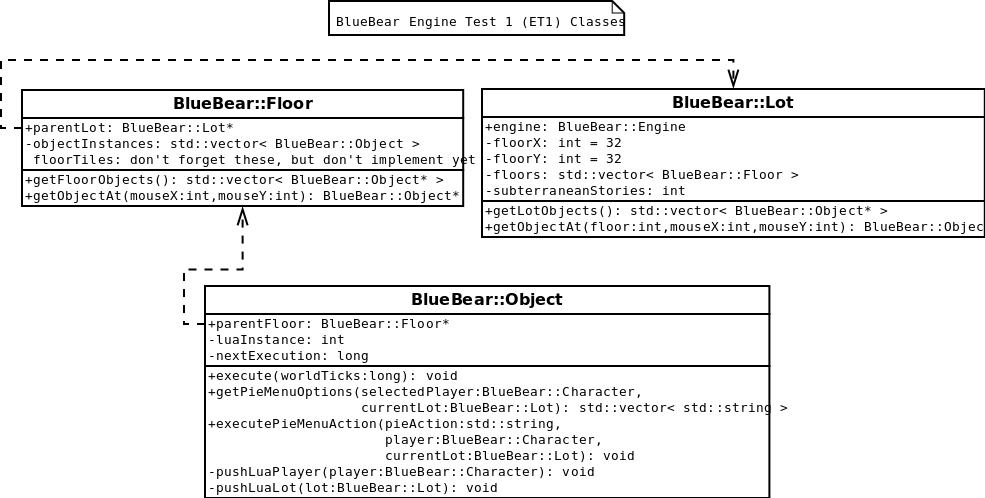 BlueBear Engine Test 1 (ET1) Classes
BlueBear::Floor
+parentLot: BlueBear::Lot*
-objectInstances: std::vector< BlueBear::Object >
floorTiles: don't forget these, but don't implement yet
+getFloorObjects(): std::vector< BlueBear::Object* >
+getObjectAt(mouseX:int,mouseY:int): BlueBear::Object*
BlueBear::Lot
+engine: BlueBear::Engine
-floorX: int = 32
-floorY: int = 32
-floors: std::vector< BlueBear::Floor >
-subterraneanStories: int
+getLotObjects(): std::vector< BlueBear::Object* >
+getObjectAt(floor:int,mouseX:int,mouseY:int): BlueBear::Objec
BlueBear::Object
+parentFloor: BlueBear::Floor*
-luaInstance: int
-nextExecution: long
+execute(worldTicks:long): void
+getPieMenuOptions(selectedPlayer:BlueBear::Character,
currentLot:BlueBear::Lot): std::vector< std::string >
+executePieMenuAction(pieAction:std::string,
player:BlueBear::Character,
currentLot:BlueBear::Lot): void
-pushLuaPlayer(player:BlueBear::Character): void
-pushLuaLot(lot:BlueBear::Lot): void